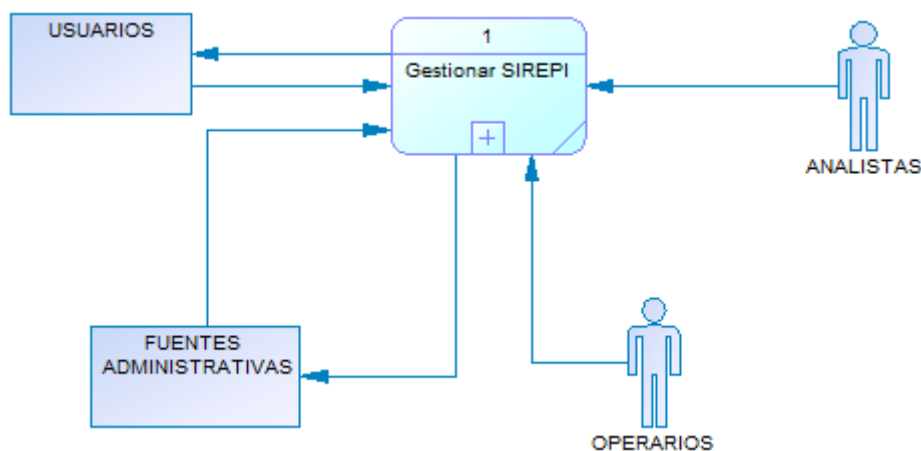 USUARIOS
1
Gestionar SIREPI
ANALISTAS
FUENTES
ADMINISTRATIVAS
OPERARIOS